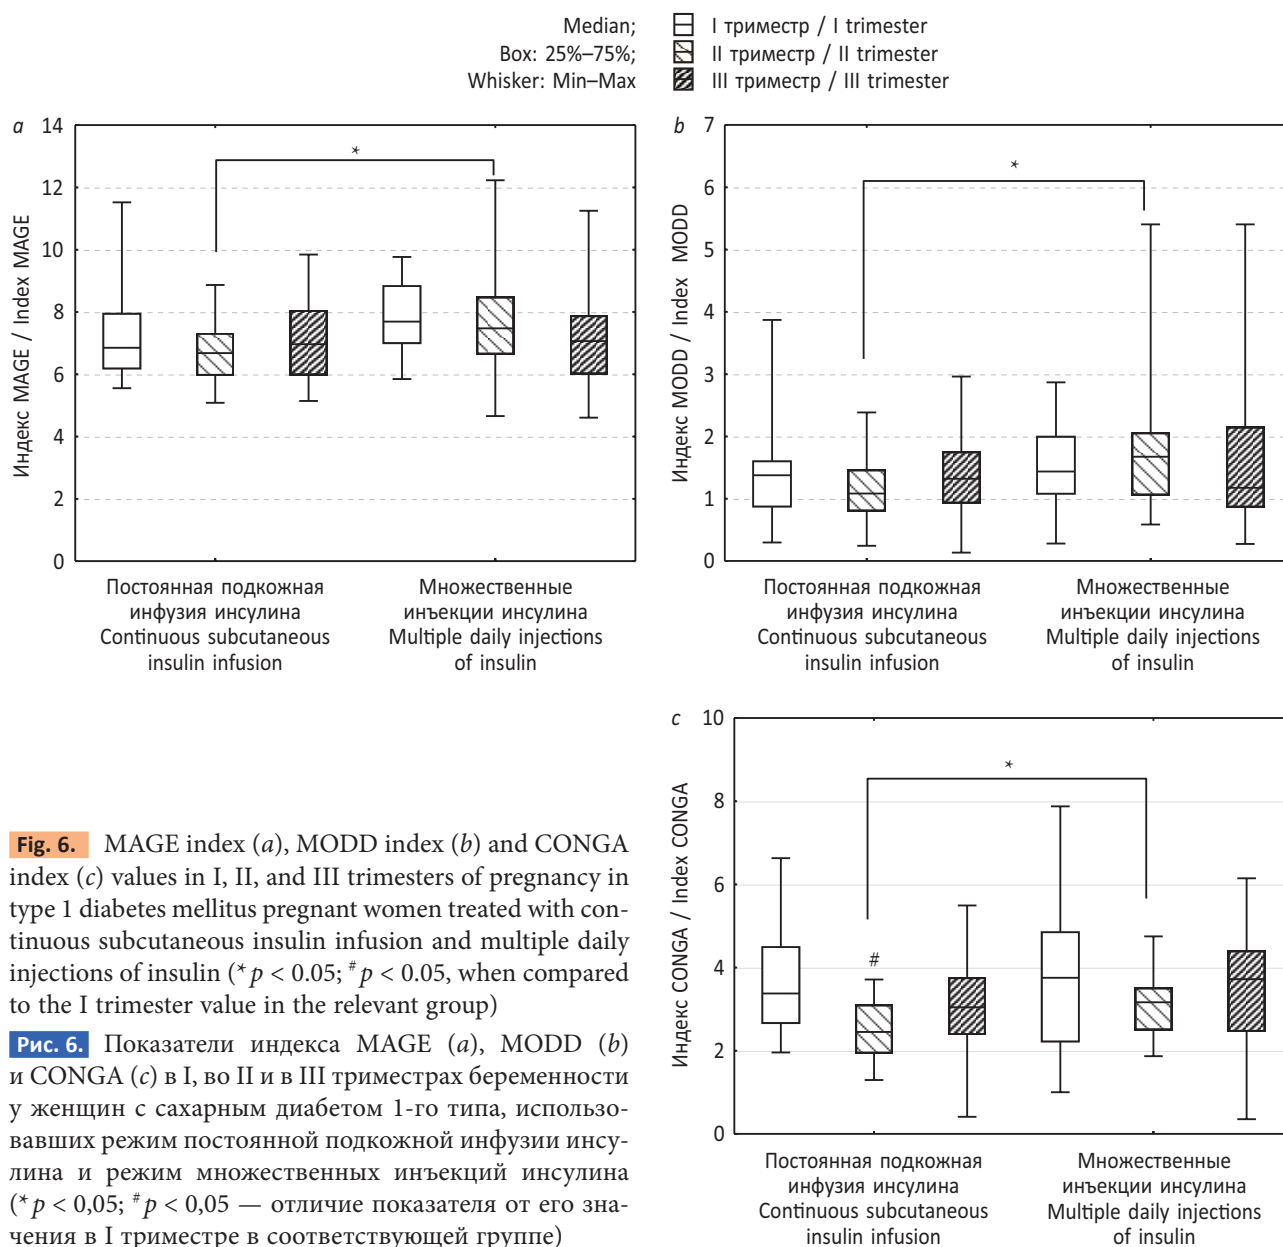 Median;
Box: 25%–75%;
Whisker: Min–Max
I триместр / I trimester
II триместр / II trimester
III триместр / III trimester
a
Индекс MAGE / Index MAGE
14
12
10
8
6
4
2
0
*
Постоянная подкожная
инфузия инсулина
Continuous subcutaneous
insulin infusion
Множественные
инъекции инсулина
Multiple daily injections
of insulin
b
Индекс MODD / Index MODD
7
6
5
4
3
2
1
0
*
Постоянная подкожная
инфузия инсулина
Continuous subcutaneous
insulin infusion
Множественные
инъекции инсулина
Multiple daily injections
of insulin
c
Индекс CONGA / Index CONGA
10
8
6
4
2
0
*
#
Постоянная подкожная
инфузия инсулина
Continuous subcutaneous
insulin infusion
Множественные
инъекции инсулина
Multiple daily injections
of insulin
Fig. 6. MAGE index (a), MODD index (b) and CONGA
index (c) values in I, II, and III trimesters of pregnancy in
type 1 diabetes mellitus pregnant women treated with con-
tinuous subcutaneous insulin infusion and multiple daily
injections of insulin (* p < 0.05; # p < 0.05, when compared
to the I trimester value in the relevant group)
Рис. 6. Показатели индекса MAGE (a), MODD (b)
и CONGA (c) в I, во II и в III триместрах беременности
у женщин с сахарным диабетом 1-го типа, использо-
вавших режим постоянной подкожной инфузии инсу-
лина и режим множественных инъекций инсулина
(* p < 0,05; # p < 0,05 — отличие показателя от его зна-
чения в I триместре в соответствующей группе)